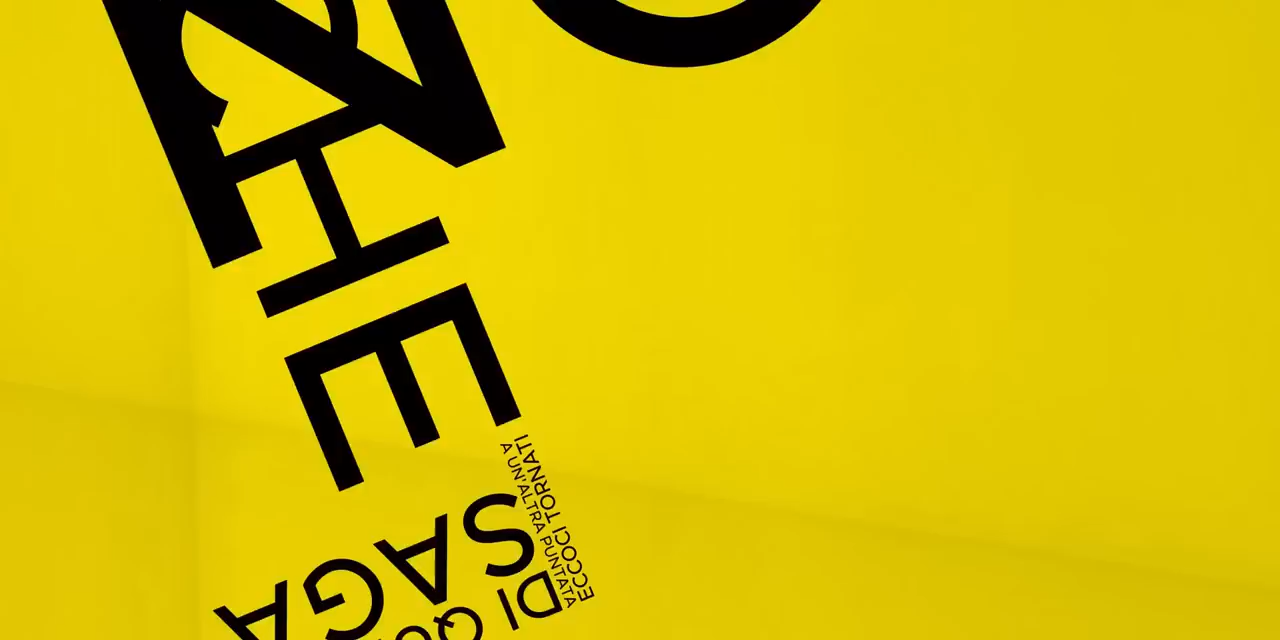 ECCOCI TORNATI
A UN'ALTRA PUNTATA
DI
SAGA
CHE